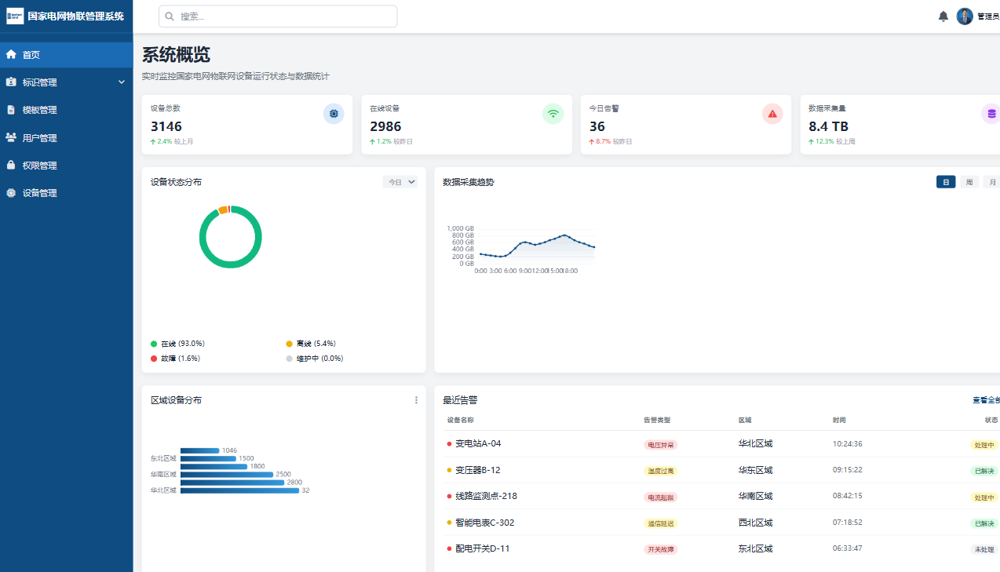 国家电网物联管理系统
搜索...
管理员
首页
标识管理
模板管理
用户管理
权限管理
设备管理
系统概览
实时监控国家电网物联网设备运行状态与数据统计
设备总数
3146
2.4% 较上月
在线设备
2986
1.2% 较昨日
今日告警
36
8.7% 较昨日
数据采集量
8.4 TB
12.3% 较上周
设备状态分布
今日
在线 (93.0%)
离线 (5.4%)
故障 (1.6%)
维护中 (0.0%)
数据采集趋势
日 周 月
1,000 GB
800 GB
600 GB
400 GB
200 GB
0 GB
0:00 3:00 6:00 9:00 12:00 15:00 18:00
区域设备分布
1046
东北区域 1500
1800
华南区域 2500
2800
华北区域 32
最近告警
查看全部
设备名称 告警类型 区域 时间 状态
变电站A-04 电压异常 华北区域 10:24:36 处理中
变压器B-12 温度过高 华东区域 09:15:22 已解决
线路监测点-218 电流超限 华南区域 08:42:15 处理中
智能电表C-302 通信延迟 西北区域 07:18:52 已解决
配电开关D-11 开关故障 东北区域 06:33:47 未处理